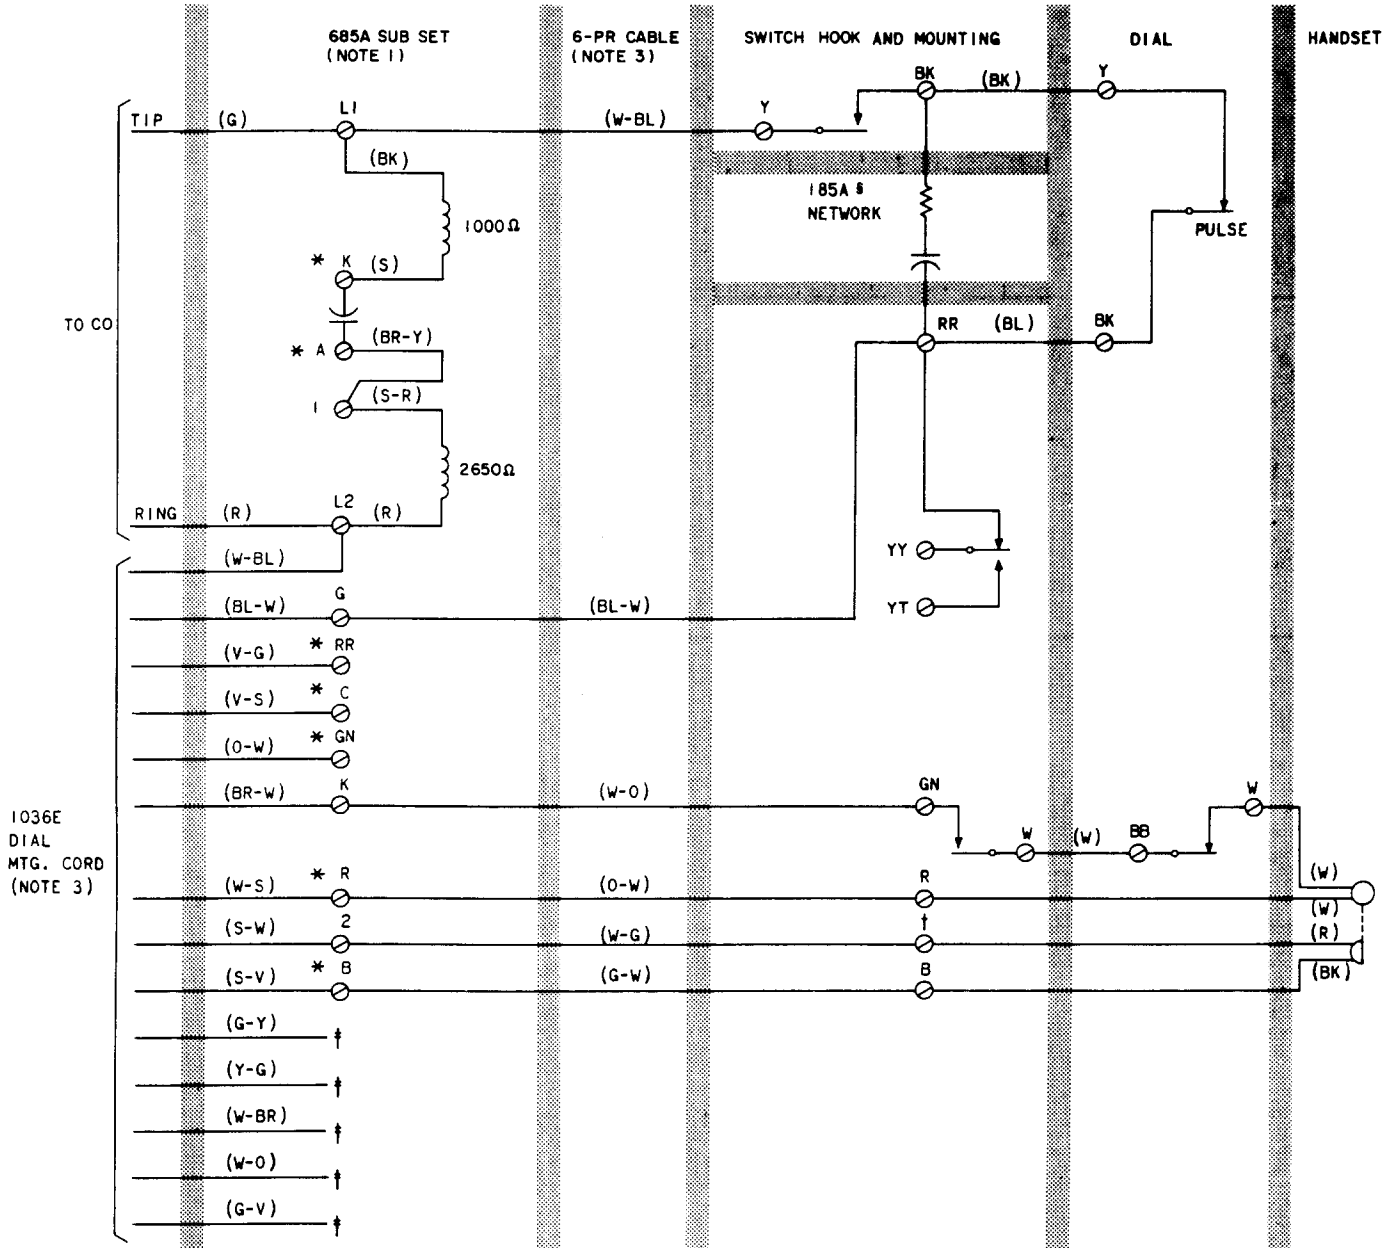 685A SUB SET
(NOTE 1)
6-PR CABLE
(NOTE 3)
SWITCH HOOK AND MOUNTING
DIAL
HANDSET
TIP
(G)
L1
(W-BL)
Y
BK
(BK)
Y
(BK)
1000Ω
185A §
NETWORK
PULSE
* K
(S)
TO CO
* A
(BR-Y)
RR
(BL)
BK
1
(S-R)
2650Ω
RING
(R)
L2
(R)
(W-BL)
YY
(BL-W)
G
(BL-W)
YT
(V-G)
* RR
(V-S)
* C
(O-W)
* GN
(BR-W)
K
(W-O)
GN
W
1036E
DIAL
MTG. CORD
(NOTE 3)
W
(W)
BB
(W-S)
* R
(O-W)
R
(W)
(W)
(S-W)
2
(W-G)
†
(R)
(S-V)
* B
(G-W)
B
(BK)
(G-Y)
‡
(Y-G)
‡
(W-BR)
‡
(W-O)
‡
(G-V)
‡